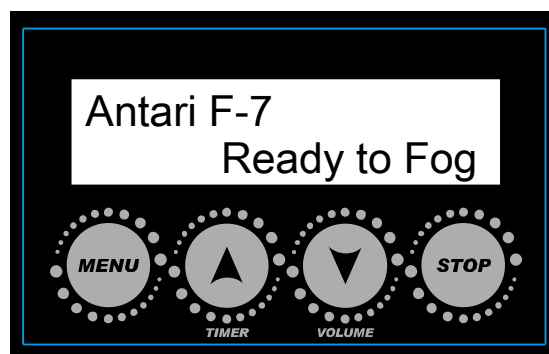 Antari F-7
Ready to Fog
MENU
STOP
TIMER
VOLUME